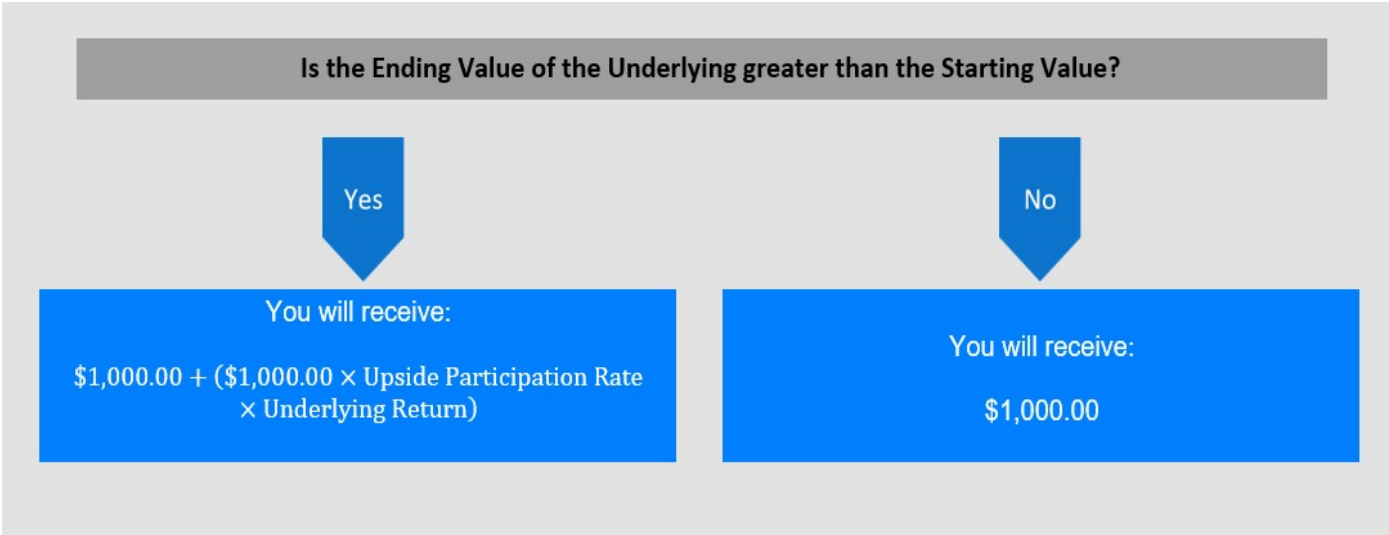 Is the Ending Value of the Underlying greater than the Starting Value?
Yes
No
You will receive:
$1,000.00 + ($1,000.00 × Upside Participation Rate
× Underlying Return)
You will receive:
$1,000.00